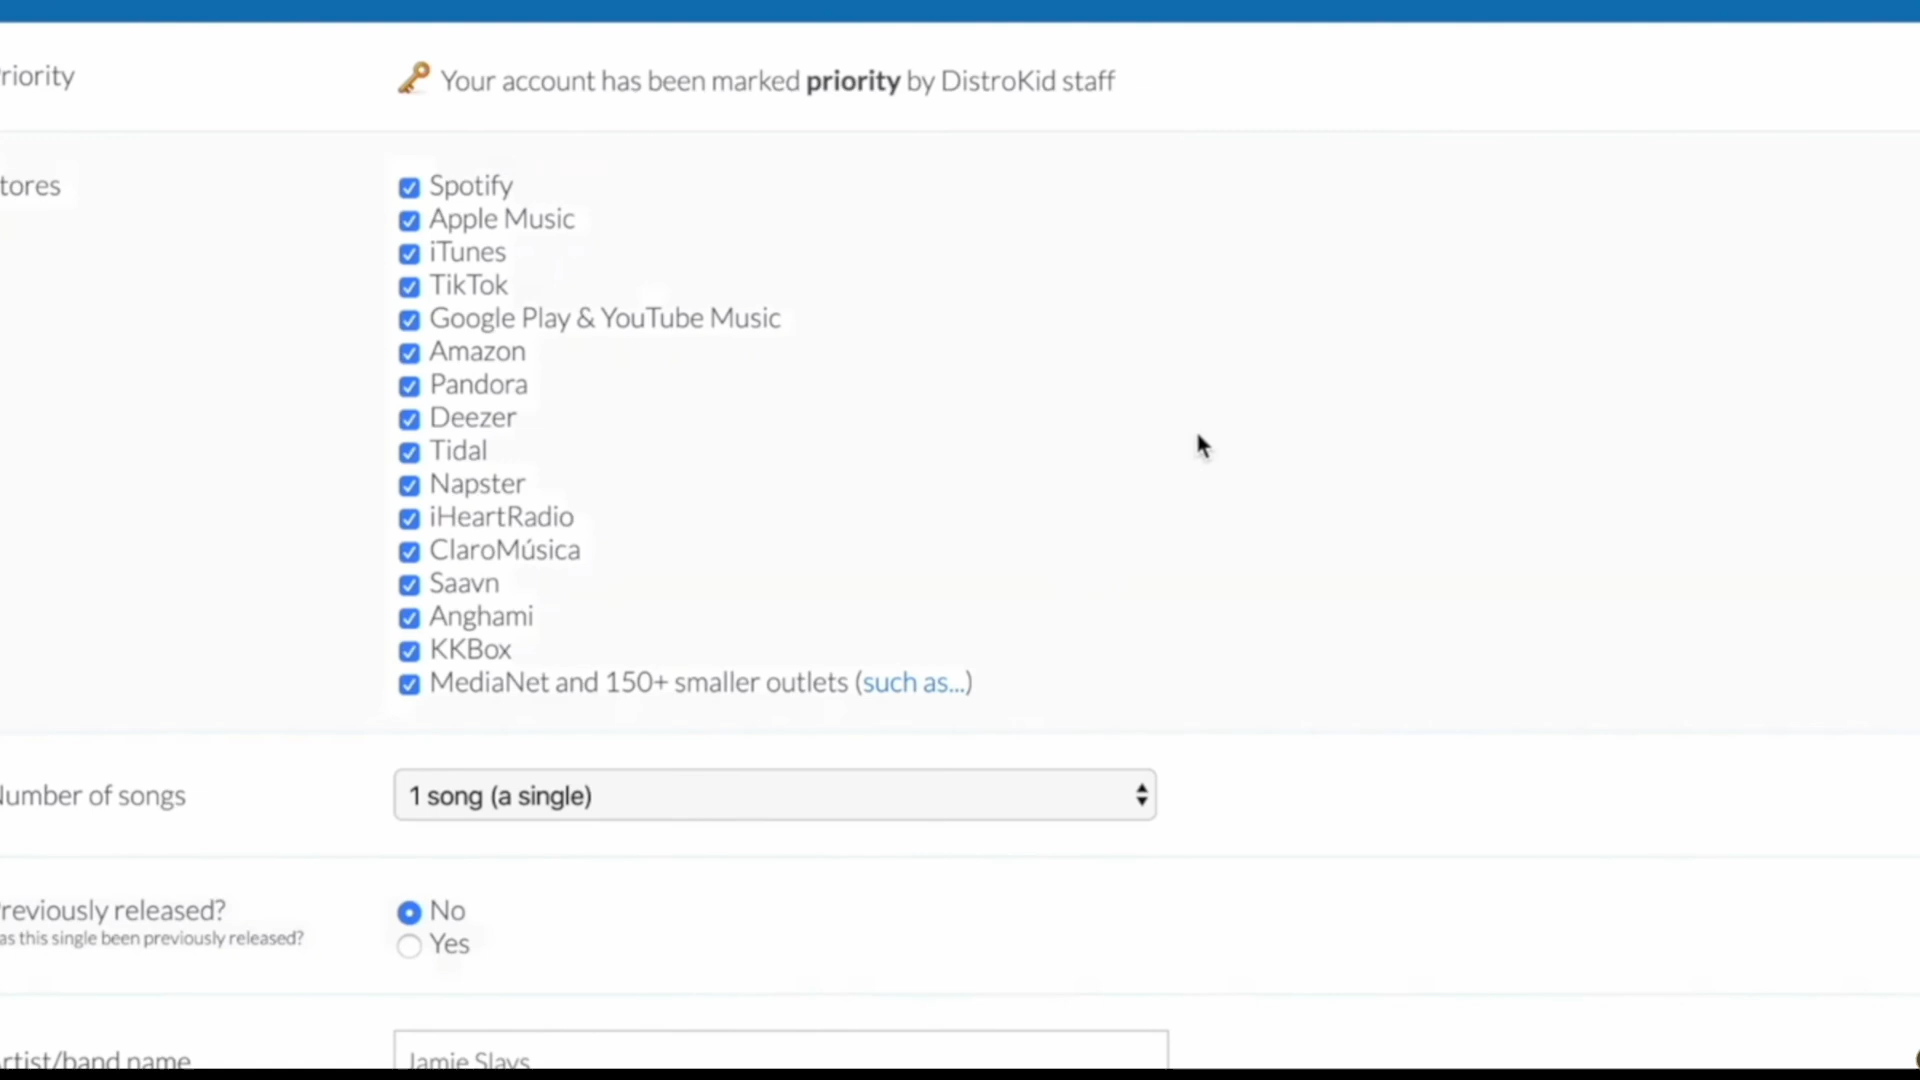 riority
Your account has been marked priority by DistroKid staff
tores
Spotify
Apple Music
iTunes
TikTok
Google Play & YouTube Music
Amazon
Pandora
Deezer
Tidal
Napster
iHeartRadio
ClaroMúsica
Saavn
Anghami
KKBox
MediaNet and 150+ smaller outlets (such as...)
Number of songs
1 song (a single)
reviously released?
as this single been previously released?
No
Yes
rtist/band name
Jamie Slays